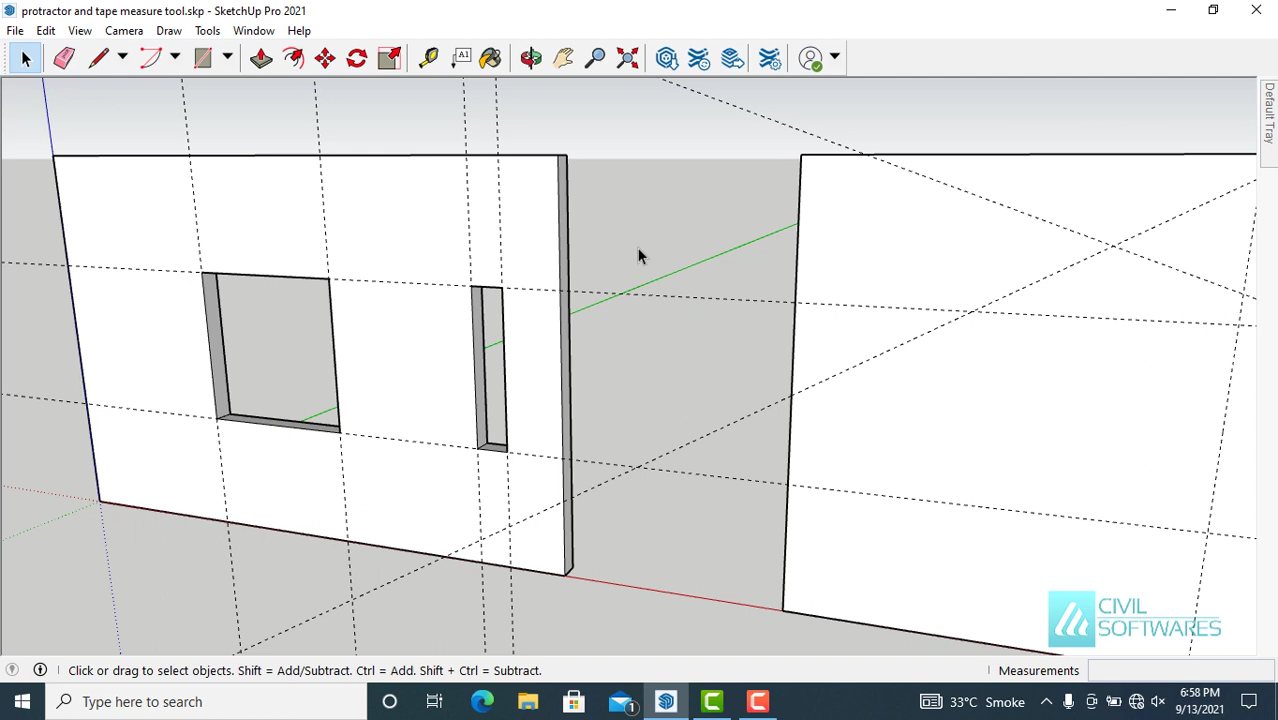 protractor and tape measure tool.skp - SketchUp Pro 2021
File Edit View Camera Draw Tools Window Help
A1
Default Tray
CIVIL
SOFTWARES
Click or drag to select objects. Shift = Add/Subtract. Ctrl = Add. Shift + Ctrl = Subtract.
Measurements
Type here to search
1
33°C Smoke
6:58 PM
9/13/2021